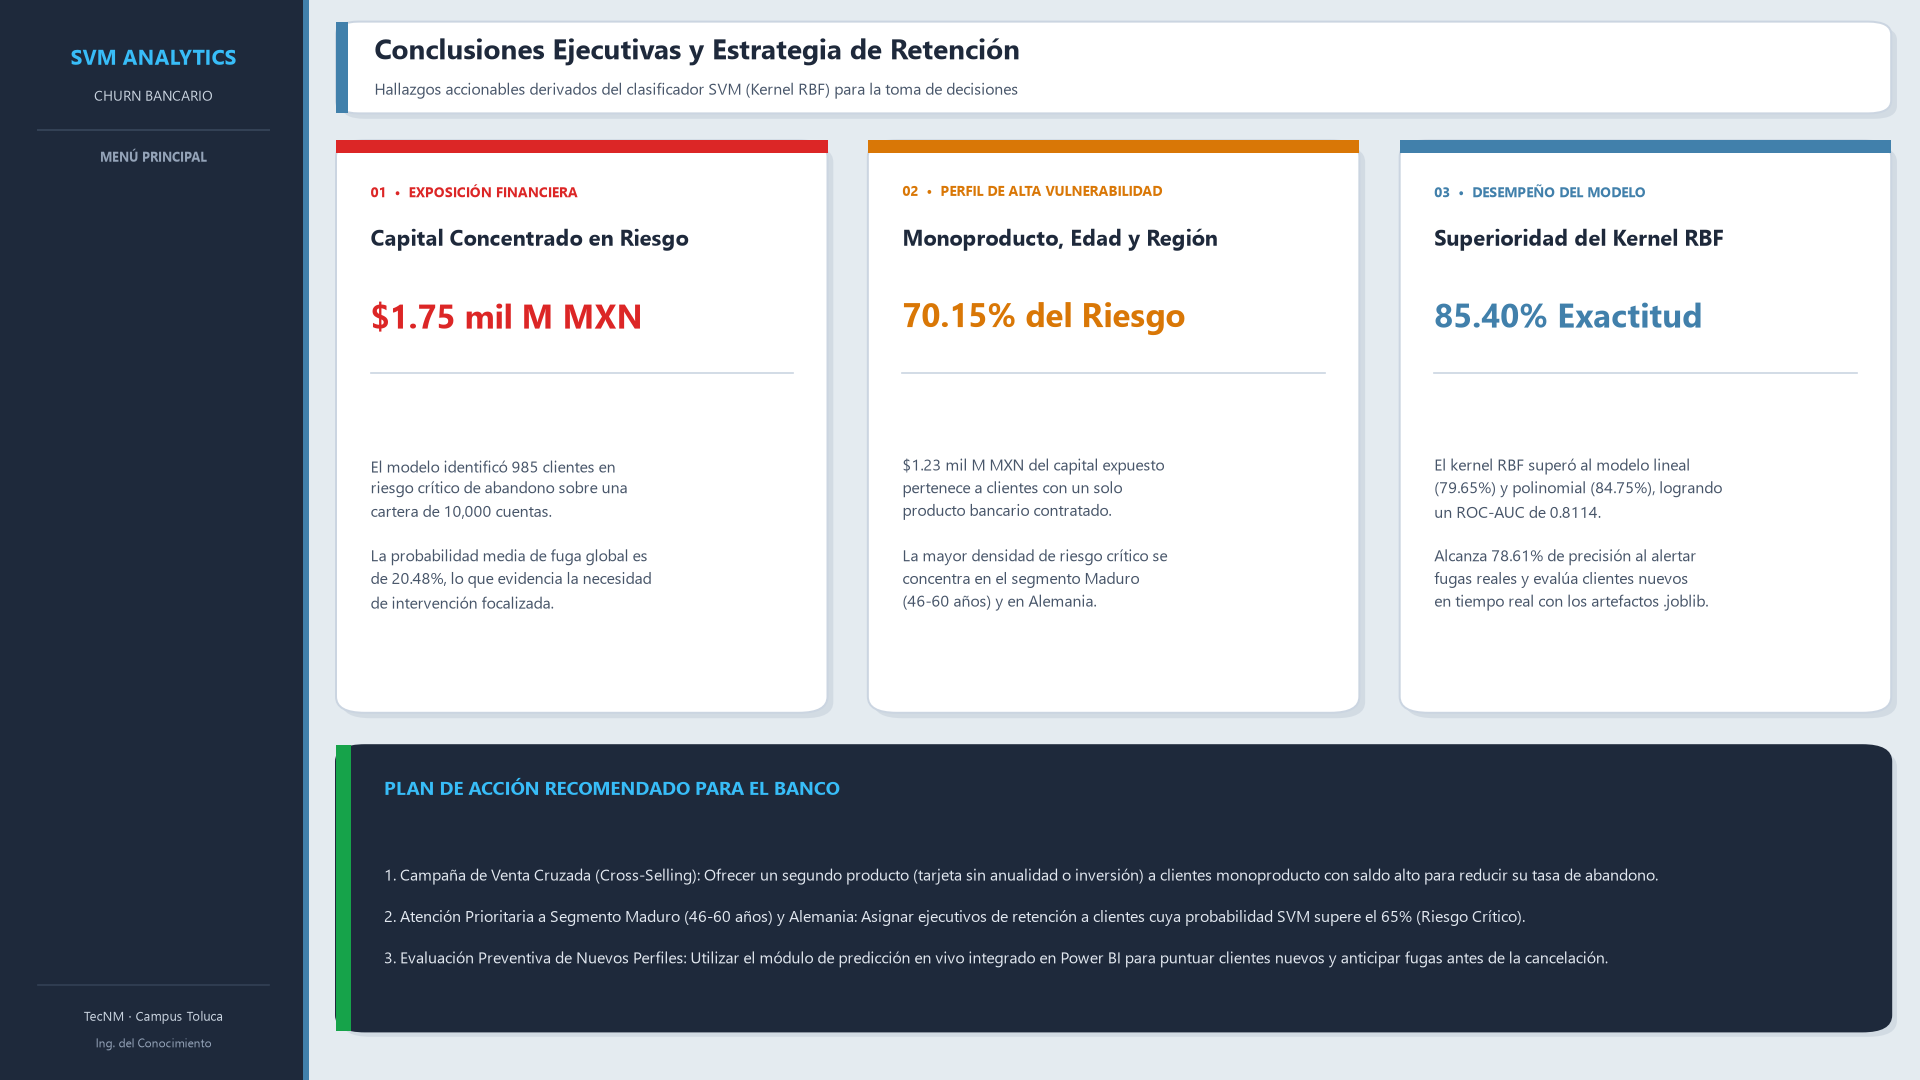 SVM ANALYTICS
CHURN BANCARIO
MENÚ PRINCIPAL
TecNM · Campus Toluca
Ing. del Conocimiento
Conclusiones Ejecutivas y Estrategia de Retención
Hallazgos accionables derivados del clasificador SVM (Kernel RBF) para la toma de decisiones
01 • EXPOSICIÓN FINANCIERA
Capital Concentrado en Riesgo
$1.75 mil M MXN
El modelo identificó 985 clientes en
riesgo crítico de abandono sobre una
cartera de 10,000 cuentas.
La probabilidad media de fuga global es
de 20.48%, lo que evidencia la necesidad
de intervención focalizada.
02 • PERFIL DE ALTA VULNERABILIDAD
Monoproducto, Edad y Región
70.15% del Riesgo
$1.23 mil M MXN del capital expuesto
pertenece a clientes con un solo
producto bancario contratado.
La mayor densidad de riesgo crítico se
concentra en el segmento Maduro
(46-60 años) y en Alemania.
03 • DESEMPEÑO DEL MODELO
Superioridad del Kernel RBF
85.40% Exactitud
El kernel RBF superó al modelo lineal
(79.65%) y polinomial (84.75%), logrando
un ROC-AUC de 0.8114.
Alcanza 78.61% de precisión al alertar
fugas reales y evalúa clientes nuevos
en tiempo real con los artefactos .joblib.
PLAN DE ACCIÓN RECOMENDADO PARA EL BANCO
1. Campaña de Venta Cruzada (Cross-Selling): Ofrecer un segundo producto (tarjeta sin anualidad o inversión) a clientes monoproducto con saldo alto para reducir su tasa de abandono.
2. Atención Prioritaria a Segmento Maduro (46-60 años) y Alemania: Asignar ejecutivos de retención a clientes cuya probabilidad SVM supere el 65% (Riesgo Crítico).
3. Evaluación Preventiva de Nuevos Perfiles: Utilizar el módulo de predicción en vivo integrado en Power BI para puntuar clientes nuevos y anticipar fugas antes de la cancelación.